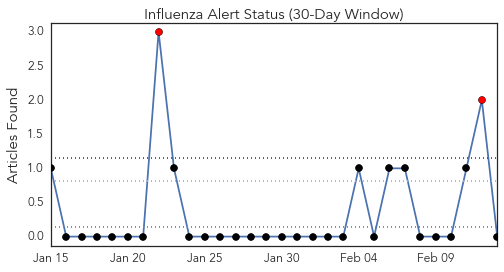 Influenza Alert Status (30-Day Window)
Articles Found
3.0
2.5
2.0
1.5
1.0
0.5
0.0
Jan 15 Jan 20 Jan 25 Jan 30 Feb 04 Feb 09